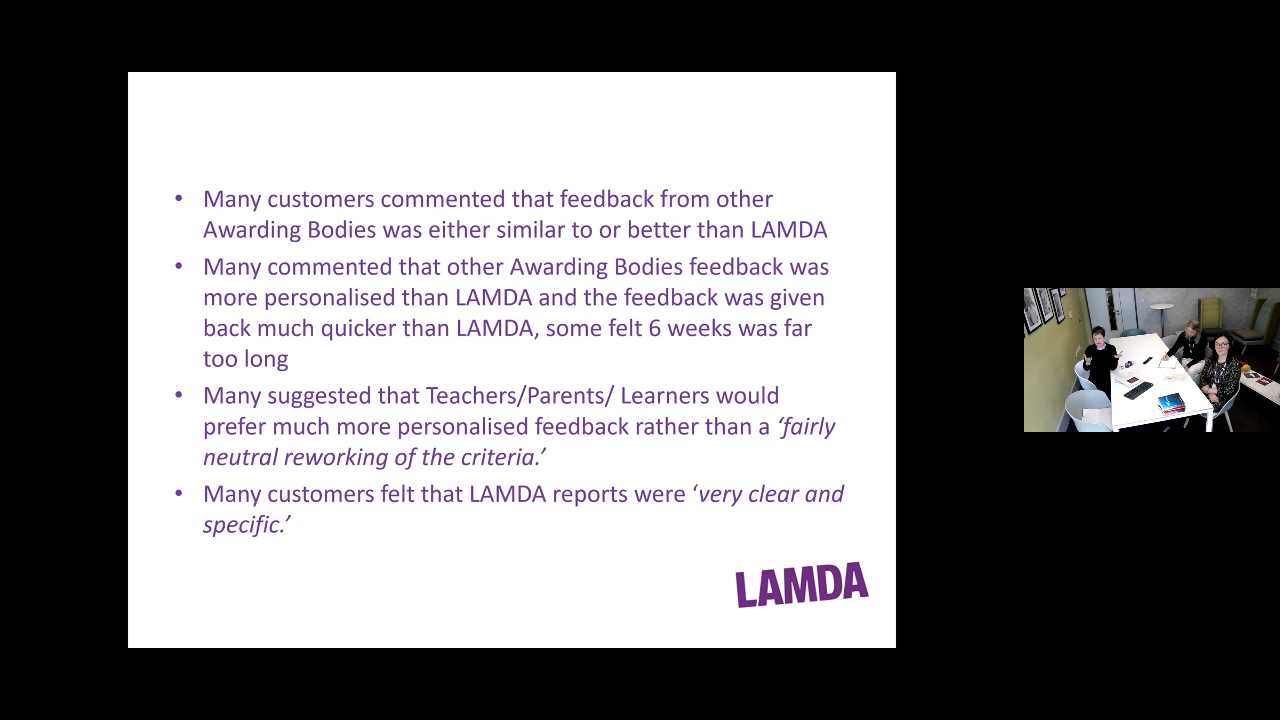 • Many customers commented that feedback from other
Awarding Bodies was either similar to or better than LAMDA
• Many commented that other Awarding Bodies feedback was
more personalised than LAMDA and the feedback was given
back much quicker than LAMDA, some felt 6 weeks was far
too long
• Many suggested that Teachers/Parents/ Learners would
prefer much more personalised feedback rather than a ‘fairly
neutral reworking of the criteria.’
• Many customers felt that LAMDA reports were ‘very clear and
specific.’
LAMDA